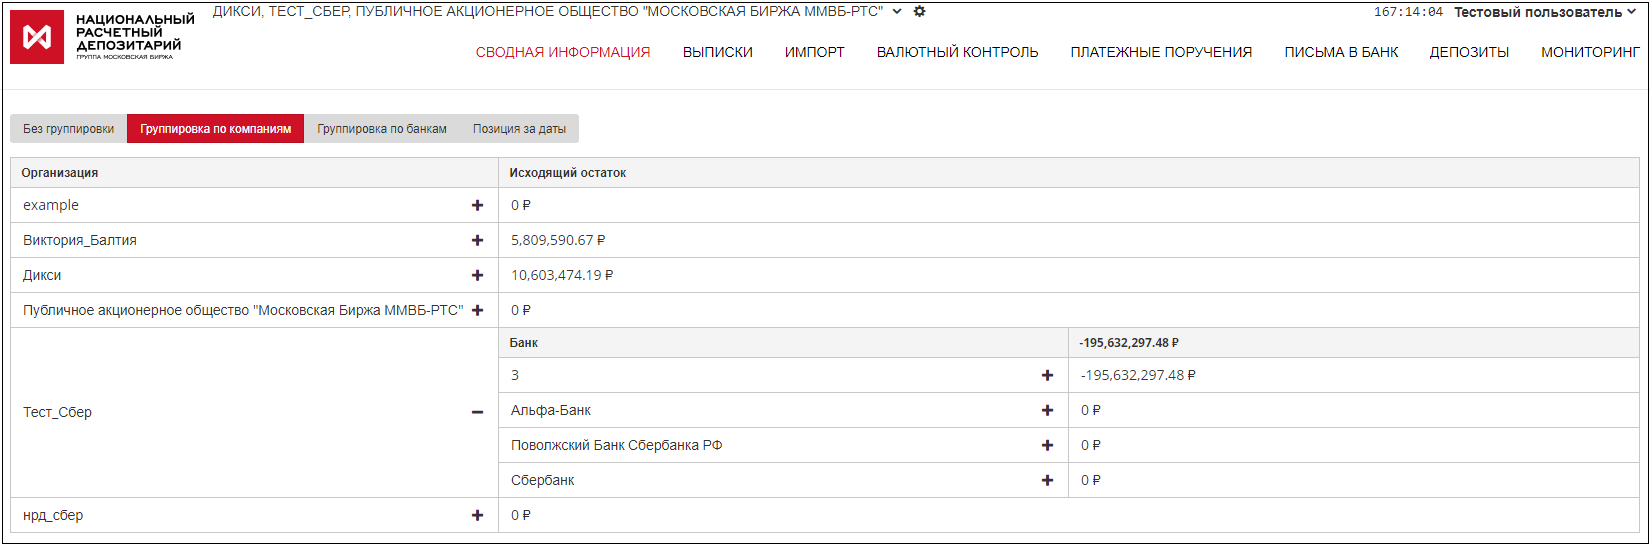 НАЦИОНАЛЬНЫЙ
РАСЧЕТНЫЙ
ДЕПОЗИТАРИЙ
ГРУППА МОСКОВСКАЯ БИРЖА
ДИКСИ, ТЕСТ_СБЕР, ПУБЛИЧНОЕ АКЦИОНЕРНОЕ ОБЩЕСТВО "МОСКОВСКАЯ БИРЖА ММВБ-РТС"
167:14:04 Тестовый пользователь
СВОДНАЯ ИНФОРМАЦИЯ ВЫПИСКИ ИМПОРТ ВАЛЮТНЫЙ КОНТРОЛЬ ПЛАТЕЖНЫЕ ПОРУЧЕНИЯ ПИСЬМА В БАНК ДЕПОЗИТЫ МОНИТОРИНГ
Без группировки Группировка по компаниям Группировка по банкам Позиция за даты
Организация Исходящий остаток
example 0 ₽
Виктория_Балтия 5,809,590.67 ₽
Дикси 10,603,474.19 ₽
Публичное акционерное общество "Московская Биржа ММВБ-РТС" 0 ₽
Банк -195,632,297.48 ₽
3 -195,632,297.48 ₽
Тест_Сбер
Альфа-Банк 0 ₽
Поволжский Банк Сбербанка РФ 0 ₽
Сбербанк 0 ₽
нрд_сбер 0 ₽